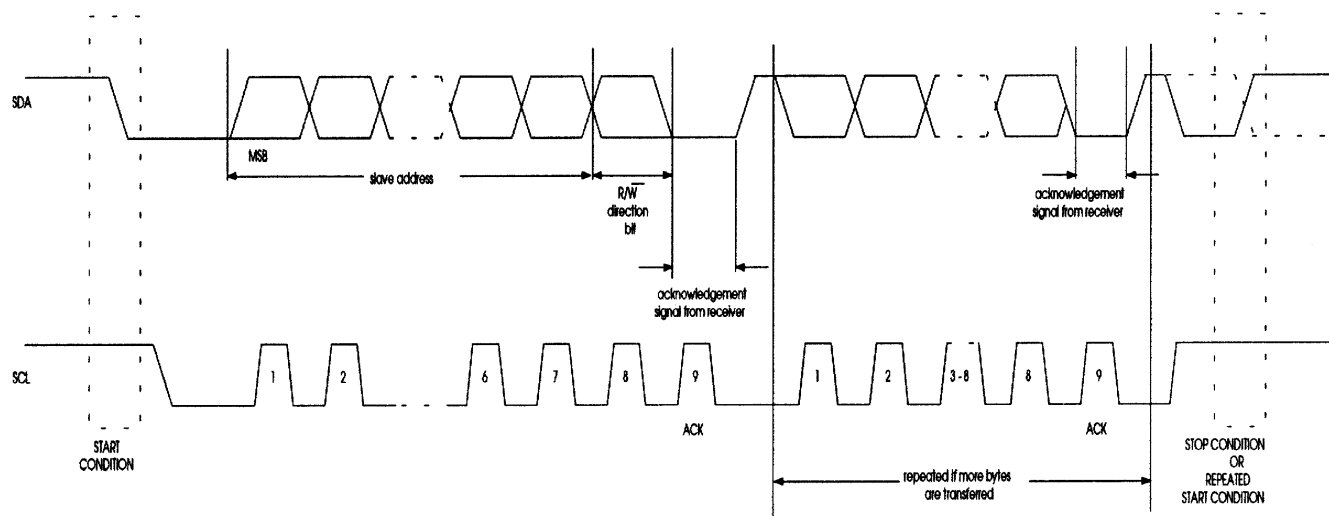 SDA
MSB
slave address
R/W̅
direction
bit
acknowledgement
signal from receiver
acknowledgement
signal from receiver
SCL
1
2
6
7
8
9
1
2
3-8
8
9
ACK
ACK
START
CONDITION
repeated if more bytes
are transferred
STOP CONDITION
OR
REPEATED
START CONDITION